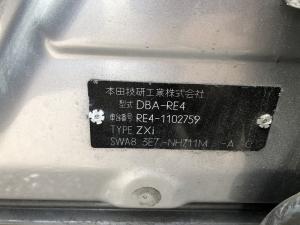 本田技研工業株式会社
型式 DBA-RE4
車台番号 RE4-1102759
TYPE ZXi
NH711M